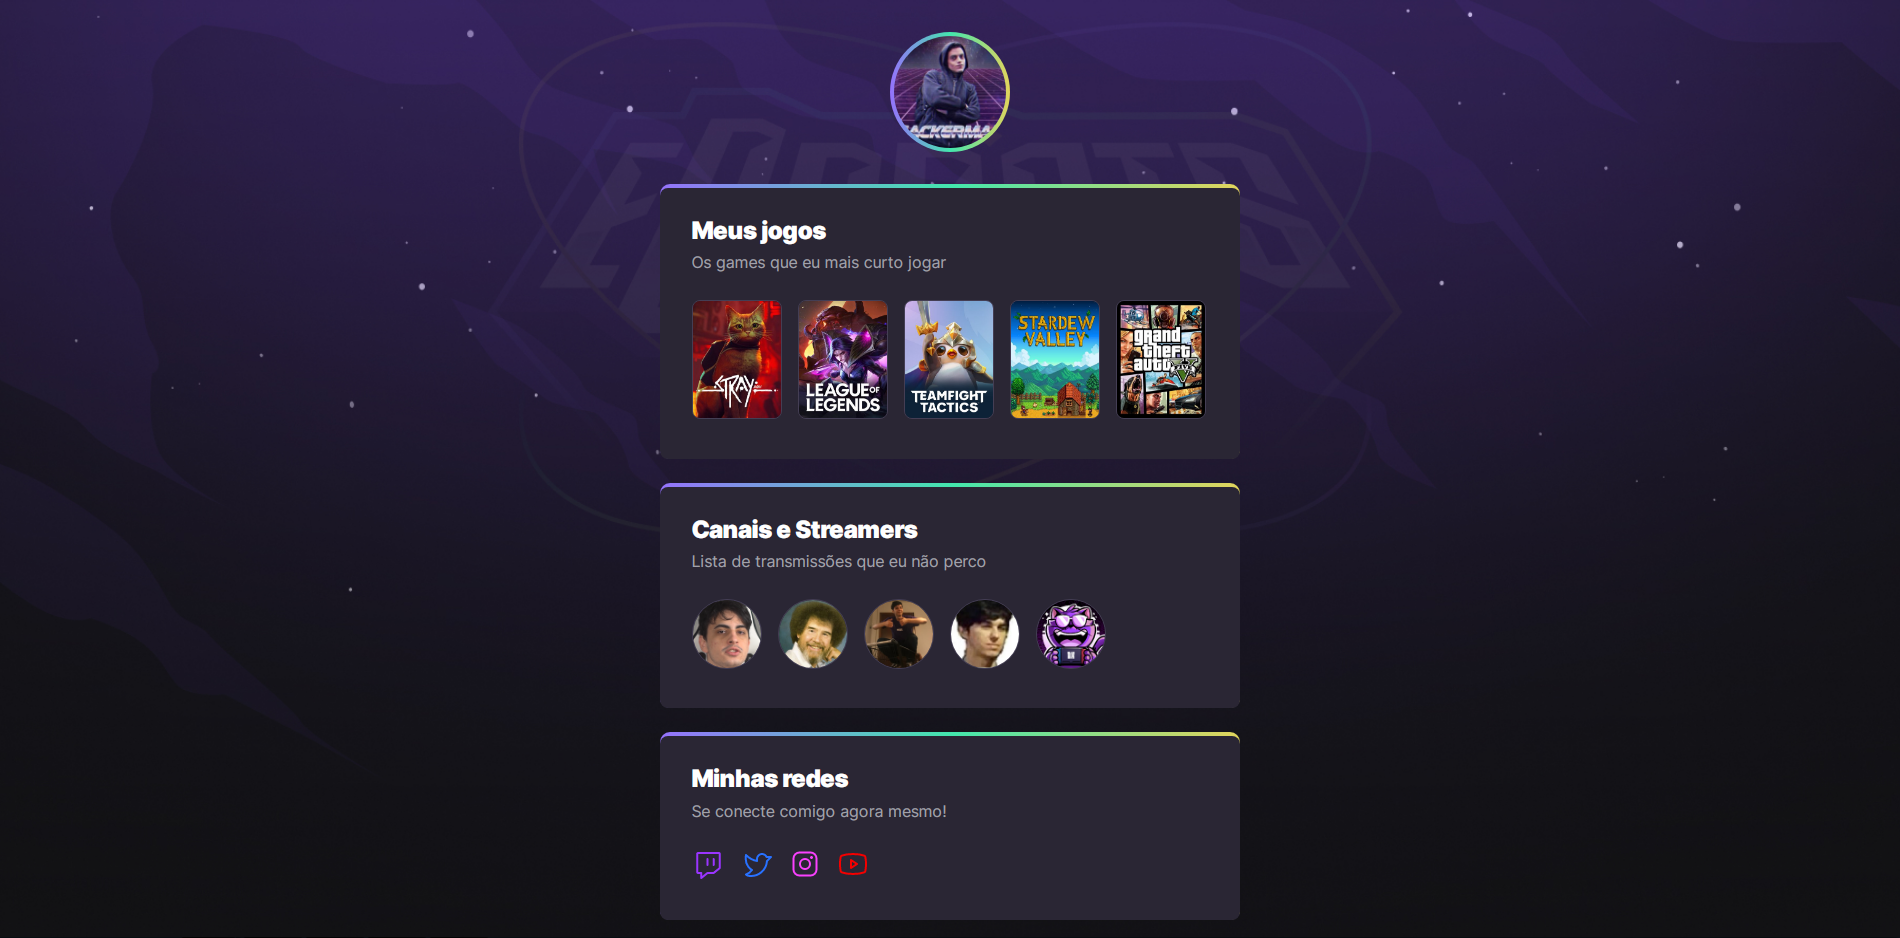 Meus jogos
Os games que eu mais curto jogar
STRAY
LEAGUE OF
LEGENDS
TEAMFIGHT
TACTICS
STARDEW
VALLEY
grand
theft
auto V
FIVE
Canais e Streamers
Lista de transmissões que eu não perco
Minhas redes
Se conecte comigo agora mesmo!